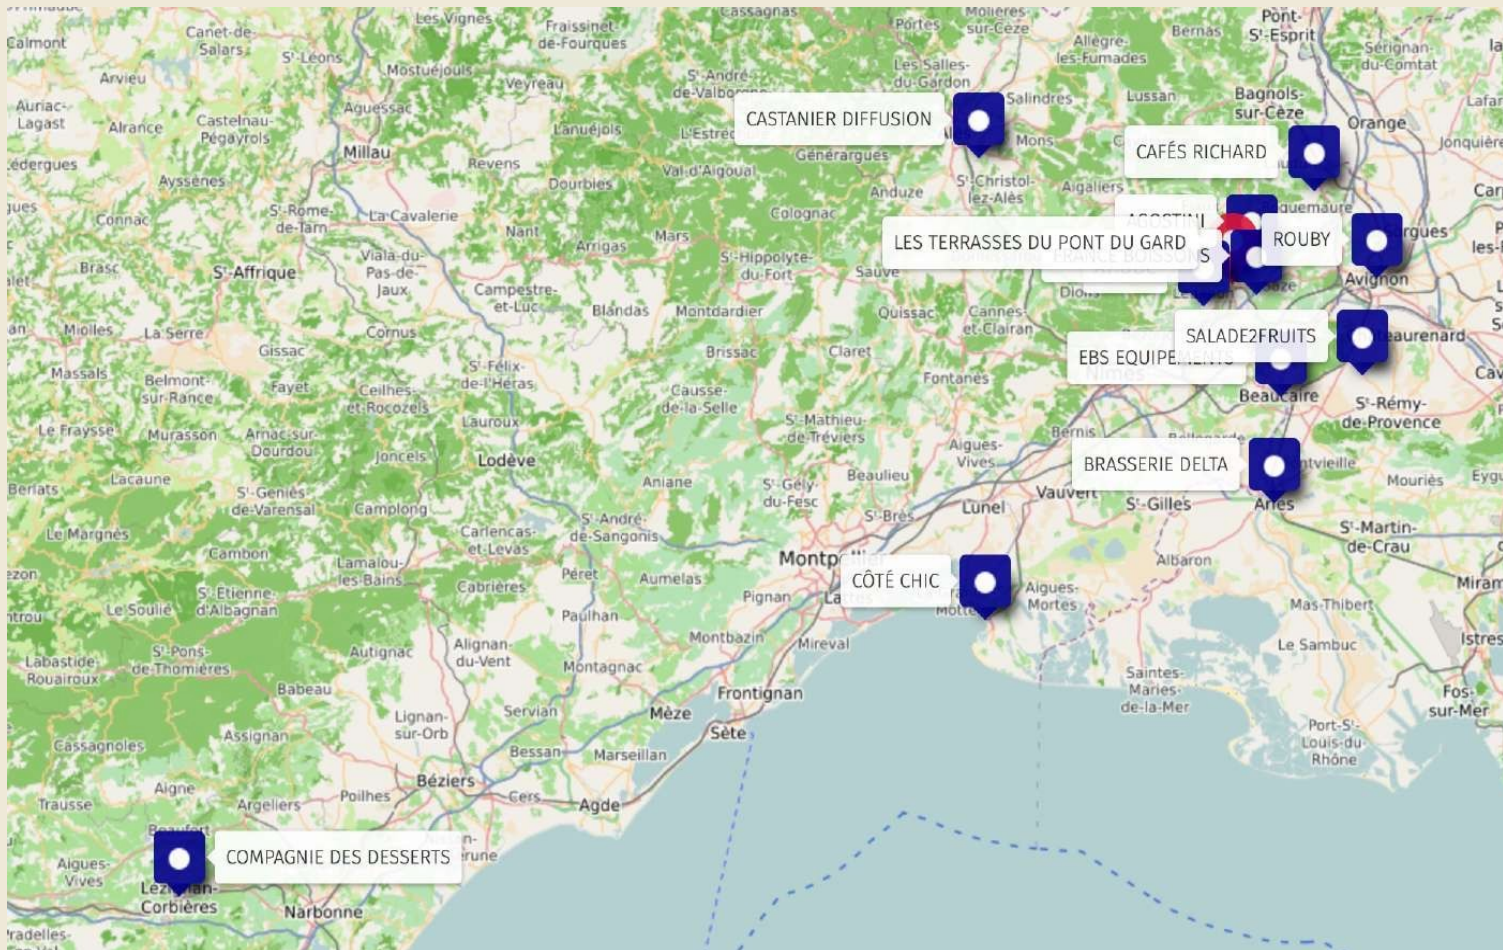 Les Vignes
Cassagnas
Portes
Molières-
sur-Cèze
Pont-
Sᵗ-Esprit
Calmont
Canet-de-
Salars
Fraissinet-
de-Fourques
Bernas
Allègre-
les-Fumades
Sérignan-
du-Comtat
Sᵗ-Léons
Mostuéjouls
Veyreau
Sᵗ-André-
de-Valborgne
Les Salles-
du-Gardon
Arvieu
Salindres
Lussan
Bagnols-
sur-Cèze
Auriac-
Lagast
Alrance
Castelnau-
Pégayrols
Aguessac
Lanuéjols
CASTANIER DIFFUSION
Orange
Millau
Revens
Générargues
Mons
CAFÉS RICHARD
Ayssènes
Dourbies
Val-d'Aigoual
Anduze
Sᵗ-Christol-
lez-Alès
Aigaliers
Connac
Sᵗ-Rome-
de-Tarn
La Cavalerie
Colognac
AGOSTINI
Nant
Arrigas
Mars
LES TERRASSES DU PONT DU GARD
FRANCE BOISSONS
ROUBY
Brasc
Sᵗ-Affrique
Viala-du-
Pas-de-
Jaux
Sᵗ-Hippolyte-
du-Fort
Sauve
Avignon
Campestre-
et-Luc
Blandas
Montdardier
Quissac
Cannes-
et-Clairan
Dions
Miolles
La Serre
Cornus
Gissac
SALADE2FRUITS
EBS EQUIPEMENTS
Massals
Belmont-
sur-Rance
Fayet
Ceilhes-
et-Rocozels
Sᵗ-Félix-
de-l'Héras
Brissac
Claret
Fontanès
Nîmes
Causse-
de-la-Selle
Beaucaire
Sᵗ-Rémy-
de-Provence
Le Fraysse
Murasson
Arnac-sur-
Dourdou
Joncels
Lauroux
Lodève
Sᵗ-Mathieu-
de-Tréviers
Aigues-
Vives
Bernis
Bellegarde
BRASSERIE DELTA
Berlats
Lacaune
Sᵗ-Geniès-
de-Varensal
Camplong
Aniane
Sᵗ-Gély-
du-Fesc
Beaulieu
Mouriès
Sᵗ-Brès
Lunel
Vauvert
Sᵗ-Gilles
Arles
Le Margnès
Cambon
Carlencas-
et-Levas
Sᵗ-André-
de-Sangonis
Sᵗ-Martin-
de-Crau
Lamalou-
les-Bains
Montpellier
Albaron
Le Soulié
Sᵗ-Étienne-
d'Albagnan
Cabrières
Péret
Aumelas
CÔTÉ CHIC
Pignan
Aigues-
Mortes
Mas-Thibert
Paulhan
Labastide-
Rouairoux
Sᵗ-Pons-
de-Thomières
Autignac
Alignan-
du-Vent
Montbazin
Mireval
Le Sambuc
Istres
Montagnac
Babeau
Frontignan
Saintes-
Maries-
de-la-Mer
Fos-
sur-Mer
Lignan-
sur-Orb
Servian
Mèze
Sète
Cassagnoles
Assignan
Bessan
Marseillan
Port-Sᵗ-
Louis-du-
Rhône
Aigne
Béziers
Trausse
Argeliers
Poilhes
Cers
Agde
COMPAGNIE DES DESSERTS
Aigues-
Vives
Lézignan-
Corbières
Narbonne